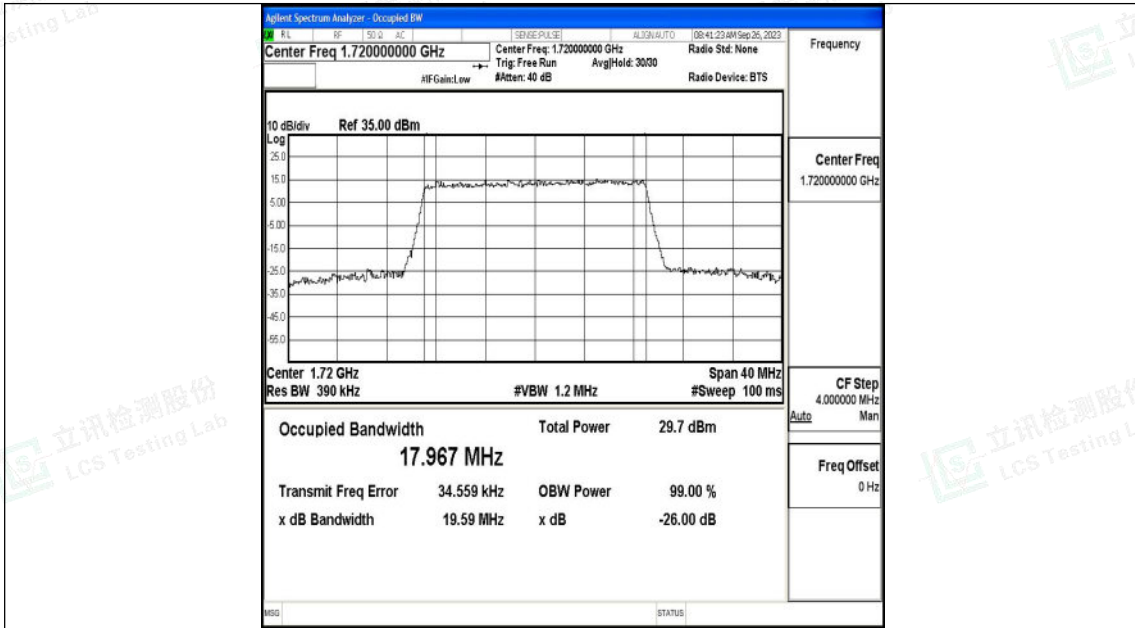 Agilent Spectrum Analyzer - Occupied BW
RL RF 50 Ω AC SENSE:PULSE ALIGNAUTO 08:41:23 AM Sep 26, 2023
Center Freq 1.720000000 GHz
Center Freq: 1.720000000 GHz
Radio Std: None
Trig: Free Run Avg|Hold: 30/30
#IFGain:Low
#Atten: 40 dB
Radio Device: BTS
Frequency
10 dB/div Ref 35.00 dBm
Log
25.0
15.0
5.00
-5.00
-15.0
-25.0
-35.0
-45.0
-55.0
Center Freq
1.720000000 GHz
Center 1.72 GHz
Span 40 MHz
Res BW 390 kHz
#VBW 1.2 MHz
#Sweep 100 ms
CF Step
4.000000 MHz
Auto Man
Freq Offset
0 Hz
Occupied Bandwidth
Total Power 29.7 dBm
17.967 MHz
Transmit Freq Error 34.559 kHz OBW Power 99.00 %
x dB Bandwidth 19.59 MHz x dB -26.00 dB
MSG
STATUS
立讯检测股份
LCS Testing Lab
立讯检测股份
LCS Testing L
sting Lab